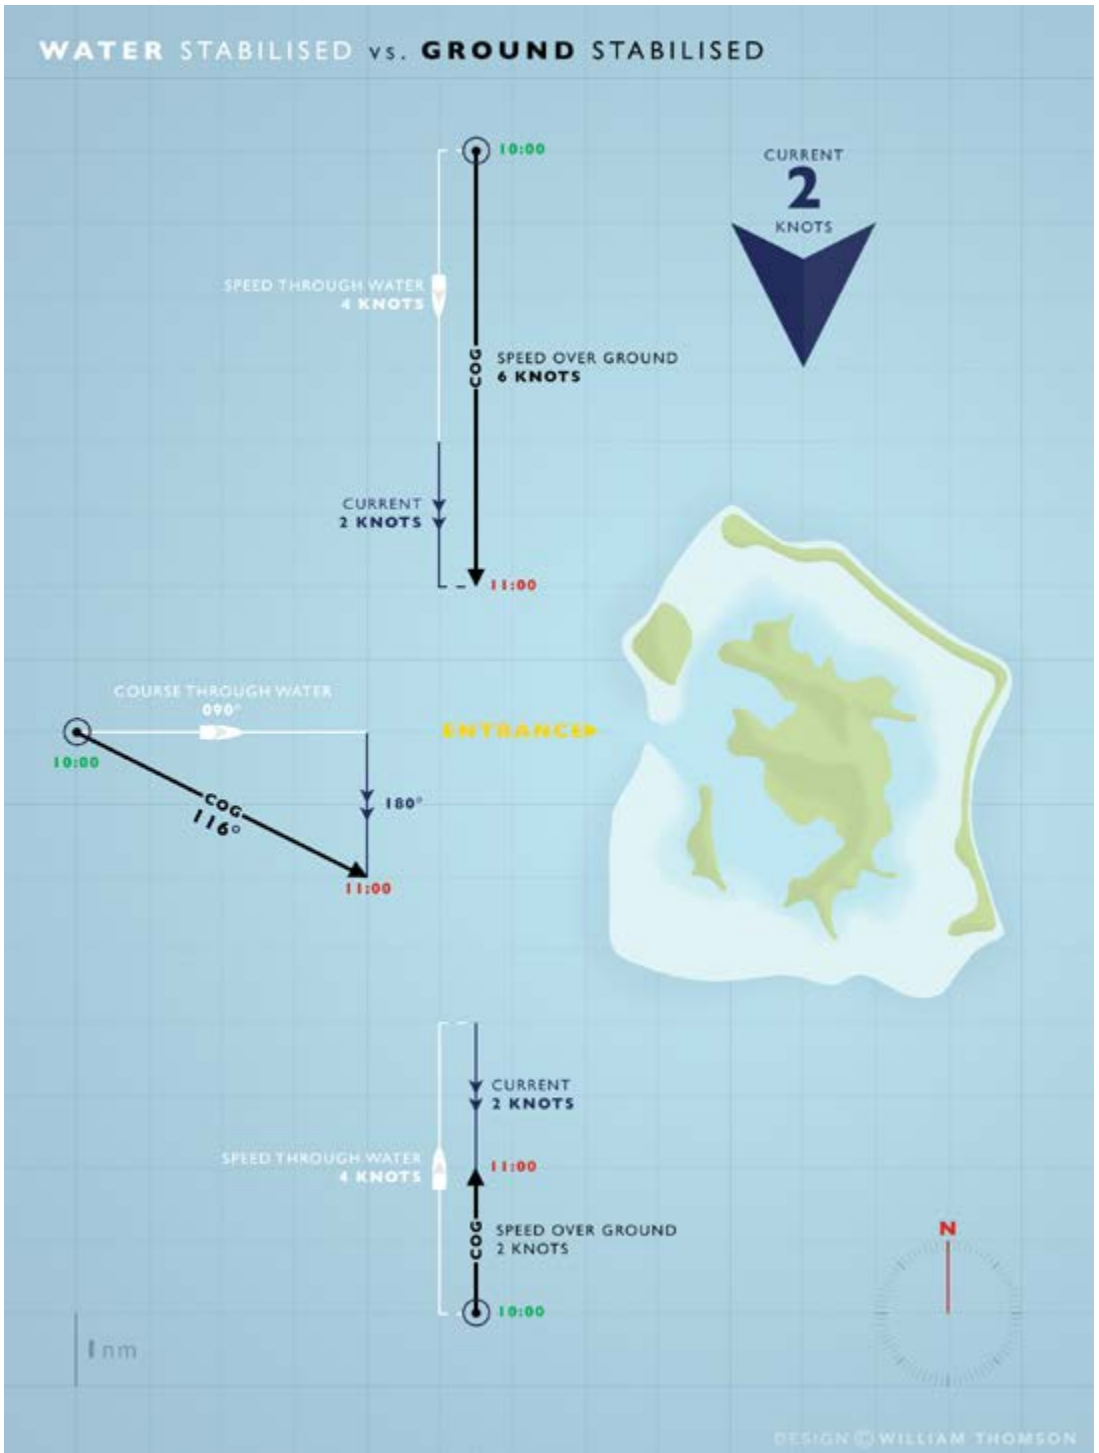 WATER STABILISED vs. GROUND STABILISED
10:00
CURRENT
2
KNOTS
SPEED THROUGH WATER
4 KNOTS
COG
SPEED OVER GROUND
6 KNOTS
CURRENT
2 KNOTS
11:00
COURSE THROUGH WATER
090°
10:00
ENTRANCE
COG
116°
180°
11:00
CURRENT
2 KNOTS
SPEED THROUGH WATER
4 KNOTS
11:00
COG
SPEED OVER GROUND
2 KNOTS
10:00
N
1 nm
DESIGN © WILLIAM THOMSON